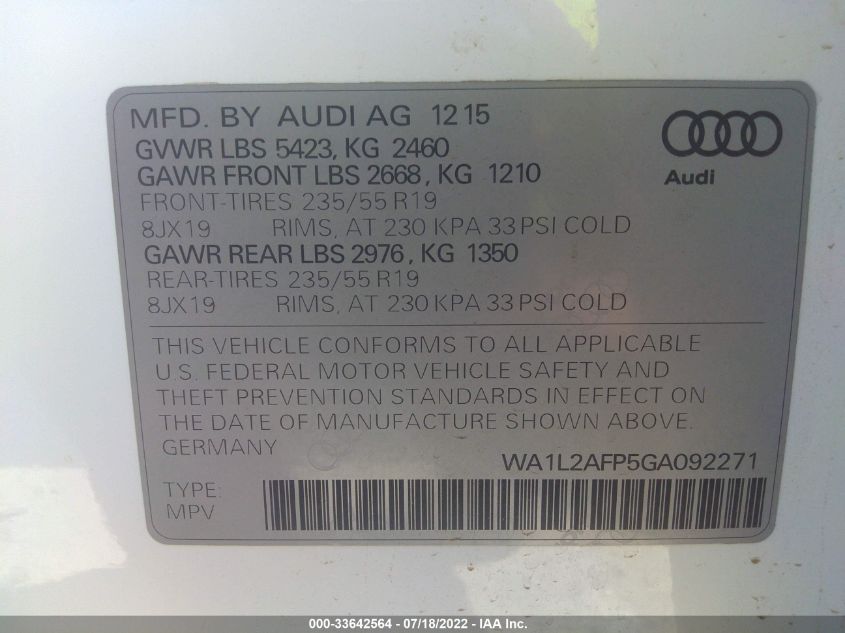 MFD. BY AUDI AG 12 15
GVWR LBS 5423, KG 2460
GAWR FRONT LBS 2668, KG 1210
FRONT-TIRES 235/55 R19
8JX19 RIMS, AT 230 KPA 33 PSI COLD
GAWR REAR LBS 2976, KG 1350
REAR-TIRES 235/55 R19
8JX19 RIMS, AT 230 KPA 33 PSI COLD
Audi
THIS VEHICLE CONFORMS TO ALL APPLICABLE
U.S. FEDERAL MOTOR VEHICLE SAFETY AND
THEFT PREVENTION STANDARDS IN EFFECT ON
THE DATE OF MANUFACTURE SHOWN ABOVE.
GERMANY
WA1L2AFP5GA092271
TYPE:
MPV
000-33642564 - 07/18/2022 - IAA Inc.